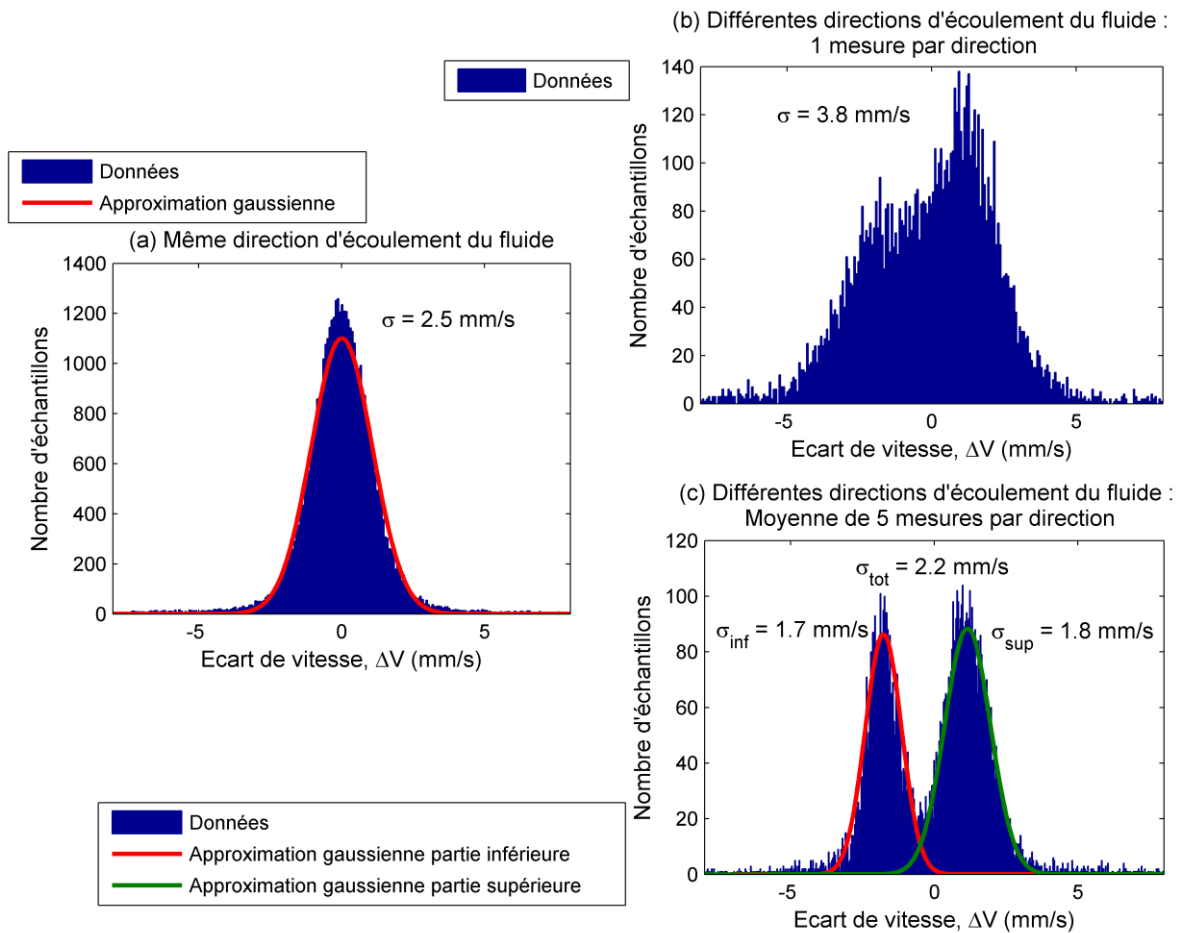 Données
Approximation gaussienne
(a) Même direction d'écoulement du fluide
1400
1200
1000
800
600
400
200
0
σ = 2.5 mm/s
Nombre d'échantillons
-5
0
5
Ecart de vitesse, ΔV (mm/s)
Données
(b) Différentes directions d'écoulement du fluide :
1 mesure par direction
140
120
100
80
60
40
20
0
σ = 3.8 mm/s
Nombre d'échantillons
-5
0
5
Ecart de vitesse, ΔV (mm/s)
(c) Différentes directions d'écoulement du fluide :
Moyenne de 5 mesures par direction
120
100
80
60
40
20
0
σtot = 2.2 mm/s
σinf = 1.7 mm/s
σsup = 1.8 mm/s
Nombre d'échantillons
-5
0
5
Ecart de vitesse, ΔV (mm/s)
Données
Approximation gaussienne partie inférieure
Approximation gaussienne partie supérieure